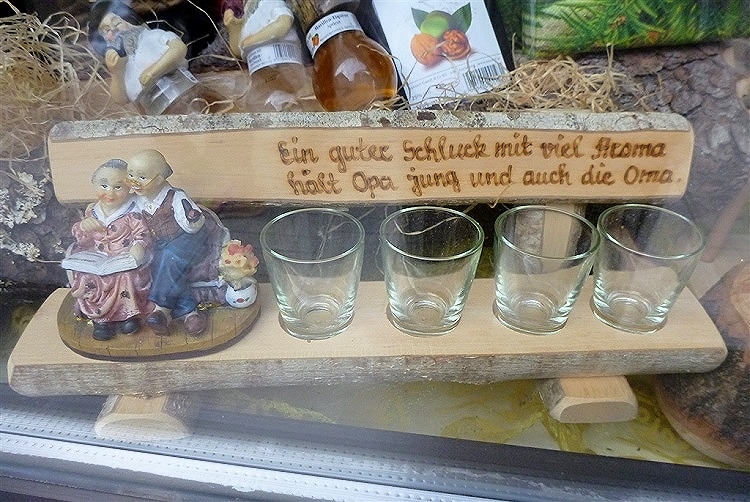 Ein guter Schluck mit viel Aroma
hält Opa jung und auch die Oma.